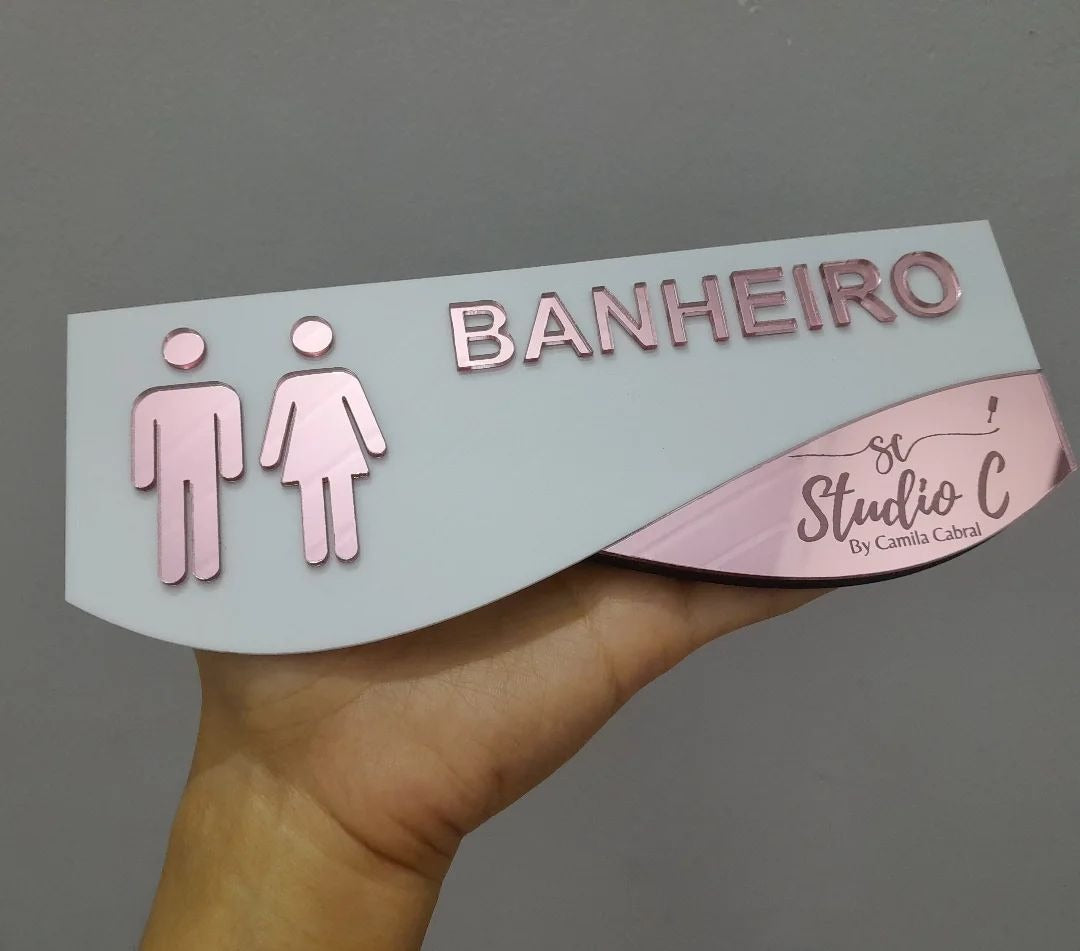 BANHEIRO
sc
Studio C
By Camila Cabral